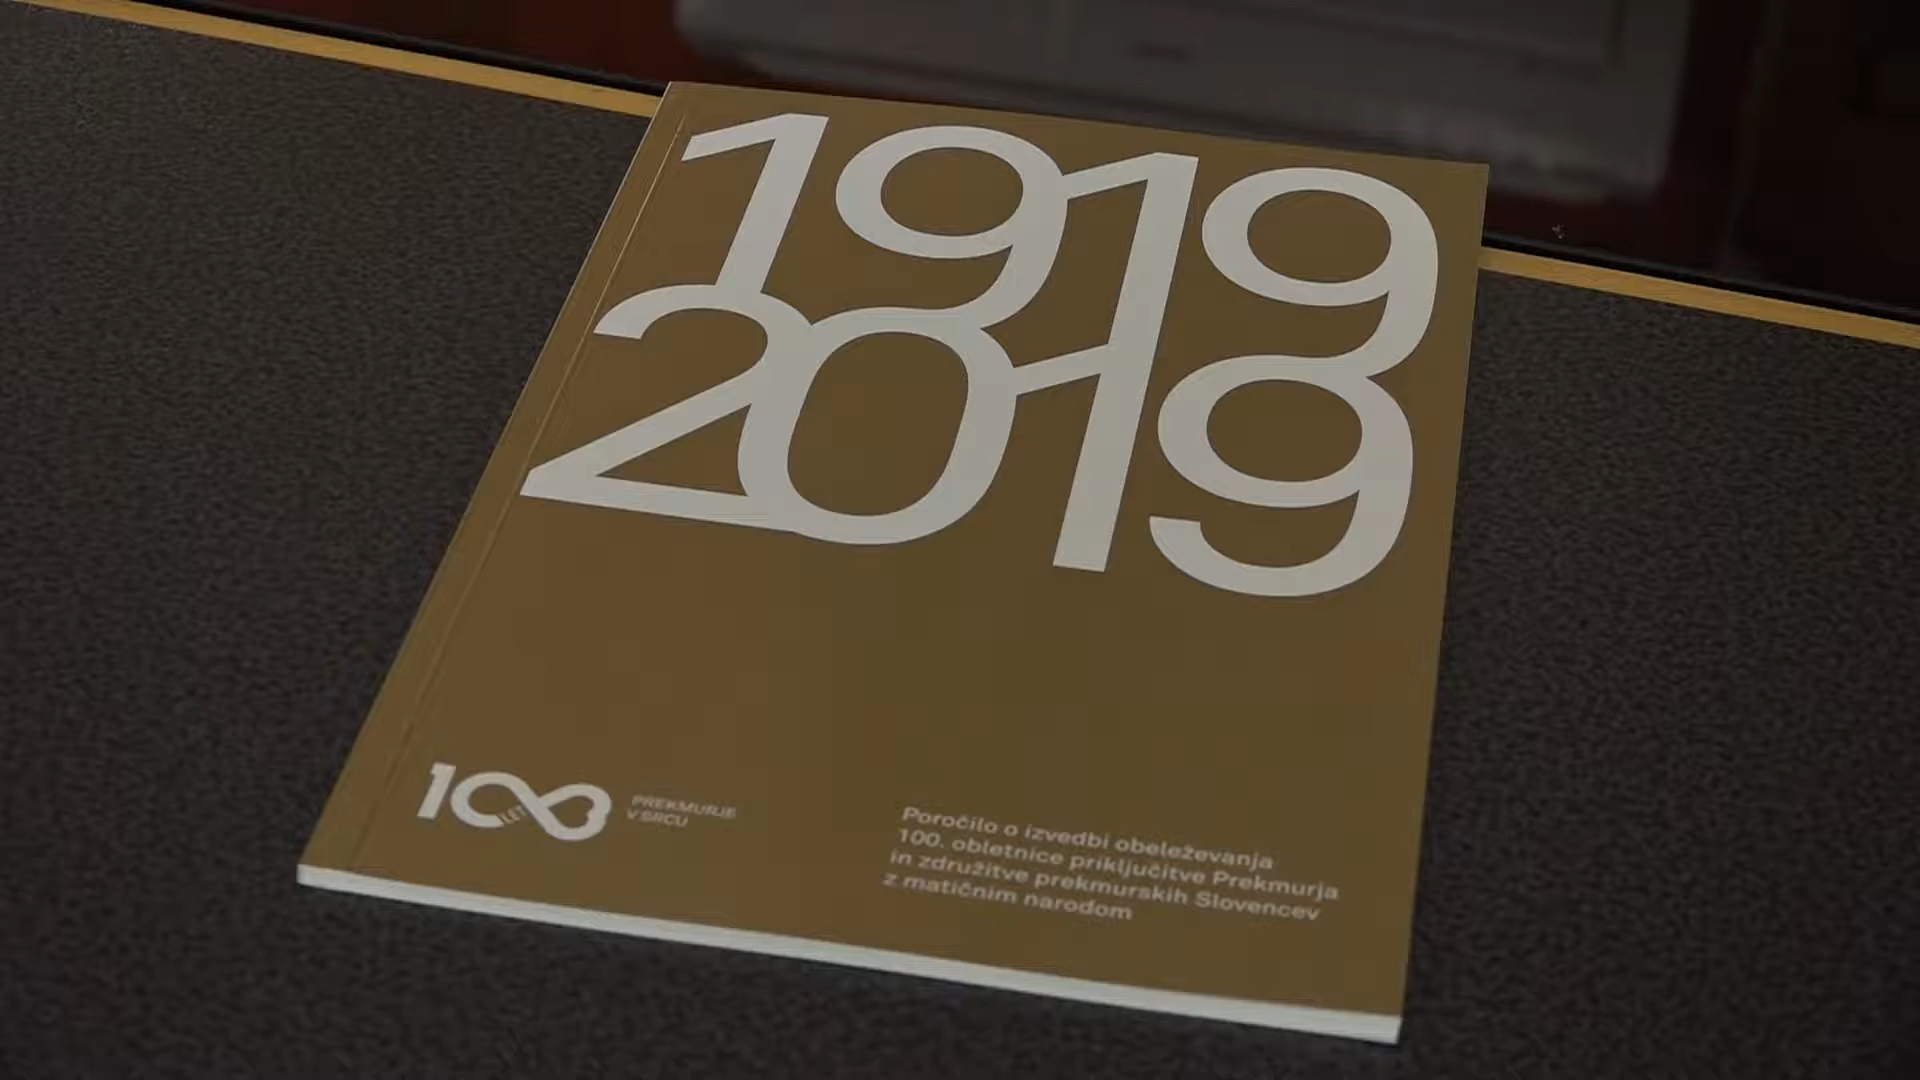 1919
2019
100
LET
PREKMURJE
V SRCU
Poročilo o izvedbi obeleževanja
100. obletnice priključitve Prekmurja
in združitve prekmurskih Slovencev
z matičnim narodom